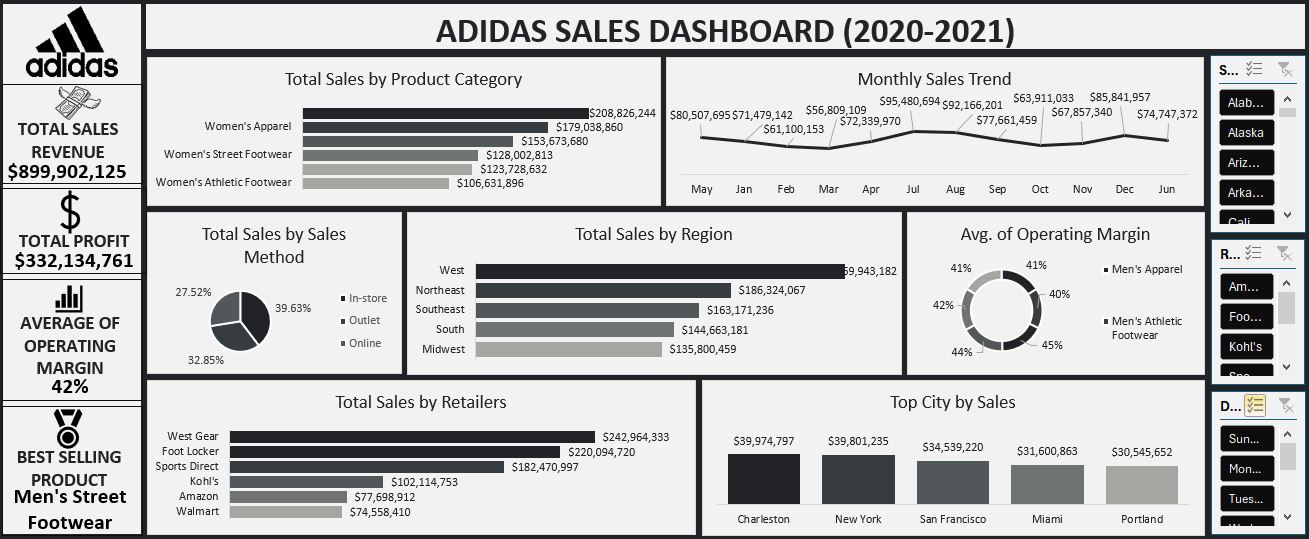 adidas
TOTAL SALES
REVENUE
$899,902,125
TOTAL PROFIT
$332,134,761
AVERAGE OF
OPERATING
MARGIN
42%
BEST SELLING
PRODUCT
Men's Street
Footwear
ADIDAS SALES DASHBOARD (2020-2021)
Total Sales by Product Category
$208,826,244
Women's Apparel
$179,038,860
$153,673,680
Women's Street Footwear
$128,002,813
$123,728,632
Women's Athletic Footwear
$106,631,896
Monthly Sales Trend
$80,507,695 $71,479,142 $61,100,153 $56,809,109 $72,339,970 $95,480,694 $92,166,201 $77,661,459 $63,911,033 $67,857,340 $85,841,957 $74,747,372
May Jan Feb Mar Apr Jul Aug Sep Oct Nov Dec Jun
Total Sales by Sales
Method
27.52%
39.63%
32.85%
In-store
Outlet
Online
Total Sales by Region
West 59,943,182
Northeast $186,324,067
Southeast $163,171,236
South $144,663,181
Midwest $135,800,459
Avg. of Operating Margin
41%
41%
42%
40%
44%
45%
Men's Apparel
Men's Athletic
Footwear
Total Sales by Retailers
West Gear $242,964,333
Foot Locker $220,094,720
Sports Direct $182,470,997
Kohl's $102,114,753
Amazon $77,698,912
Walmart $74,558,410
Top City by Sales
$39,974,797 $39,801,235 $34,539,220 $31,600,863 $30,545,652
Charleston New York San Francisco Miami Portland
S...
Alab...
Alaska
Ariz...
Arka...
Cali
R...
Am...
Foo...
Kohl's
D...
Sun...
Mon...
Tues...